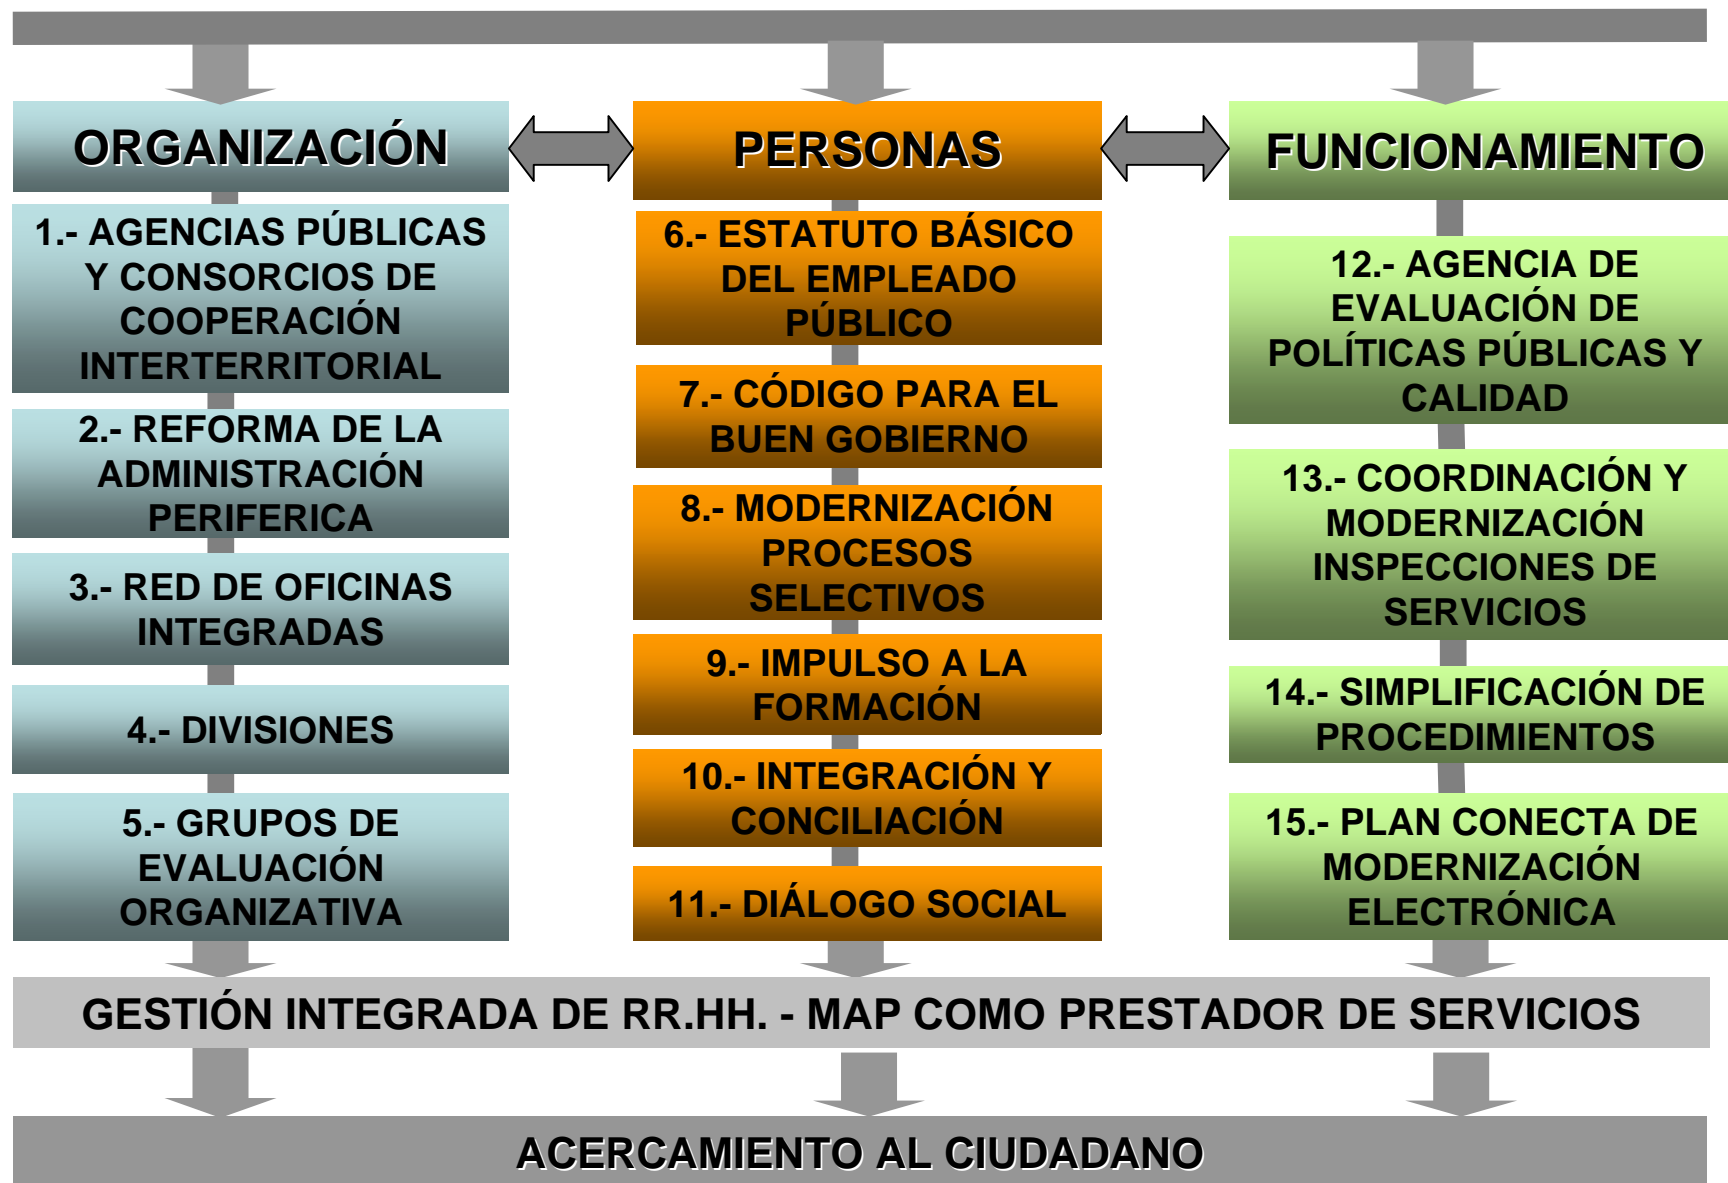 ORGANIZACIÓN
1.- AGENCIAS PÚBLICAS
Y CONSORCIOS DE
COOPERACIÓN
INTERTERRITORIAL
2.- REFORMA DE LA
ADMINISTRACIÓN
PERIFERICA
3.- RED DE OFICINAS
INTEGRADAS
4.- DIVISIONES
5.- GRUPOS DE
EVALUACIÓN
ORGANIZATIVA
PERSONAS
6.- ESTATUTO BÁSICO
DEL EMPLEADO
PÚBLICO
7.- CÓDIGO PARA EL
BUEN GOBIERNO
8.- MODERNIZACIÓN
PROCESOS
SELECTIVOS
9.- IMPULSO A LA
FORMACIÓN
10.- INTEGRACIÓN Y
CONCILIACIÓN
11.- DIÁLOGO SOCIAL
FUNCIONAMIENTO
12.- AGENCIA DE
EVALUACIÓN DE
POLÍTICAS PÚBLICAS Y
CALIDAD
13.- COORDINACIÓN Y
MODERNIZACIÓN
INSPECCIONES DE
SERVICIOS
14.- SIMPLIFICACIÓN DE
PROCEDIMIENTOS
15.- PLAN CONECTA DE
MODERNIZACIÓN
ELECTRÓNICA
GESTIÓN INTEGRADA DE RR.HH. - MAP COMO PRESTADOR DE SERVICIOS
ACERCAMIENTO AL CIUDADANO